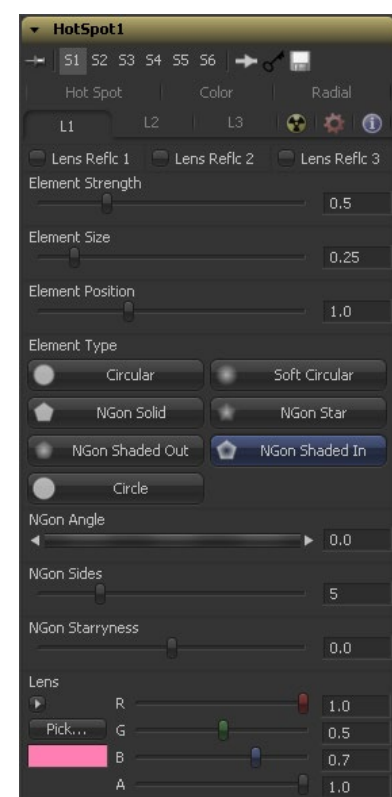 HotSpot1
S1 S2 S3 S4 S5 S6
Hot Spot Color Radial
L1 L2 L3
Lens Reflc 1 Lens Reflc 2 Lens Reflc 3
Element Strength
0.5
Element Size
0.25
Element Position
1.0
Element Type
Circular Soft Circular
NGon Solid NGon Star
NGon Shaded Out NGon Shaded In
Circle
NGon Angle
0.0
NGon Sides
5
NGon Starryness
0.0
Lens
R 1.0
Pick... G 0.5
B 0.7
A 1.0